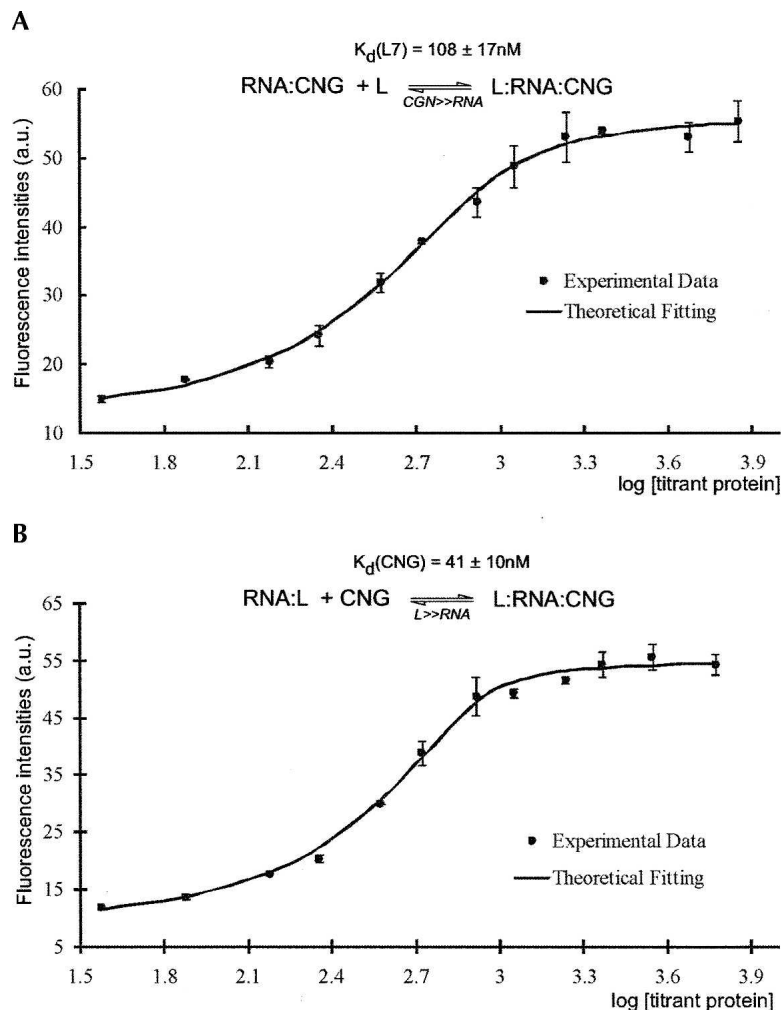 A
Kd(L7) = 108 ± 17nM
RNA:CNG + L ⇌ L:RNA:CNG
CGN>>RNA
Fluorescence intensities (a.u.)
60
50
40
30
20
10
Experimental Data
Theoretical Fitting
1.5 1.8 2.1 2.4 2.7 3 3.3 3.6 3.9
log [titrant protein]
B
Kd(CNG) = 41 ± 10nM
RNA:L + CNG ⇌ L:RNA:CNG
L>>RNA
Fluorescence intensities (a.u.)
65
55
45
35
25
15
5
Experimental Data
Theoretical Fitting
1.5 1.8 2.1 2.4 2.7 3 3.3 3.6 3.9
log [titrant protein]